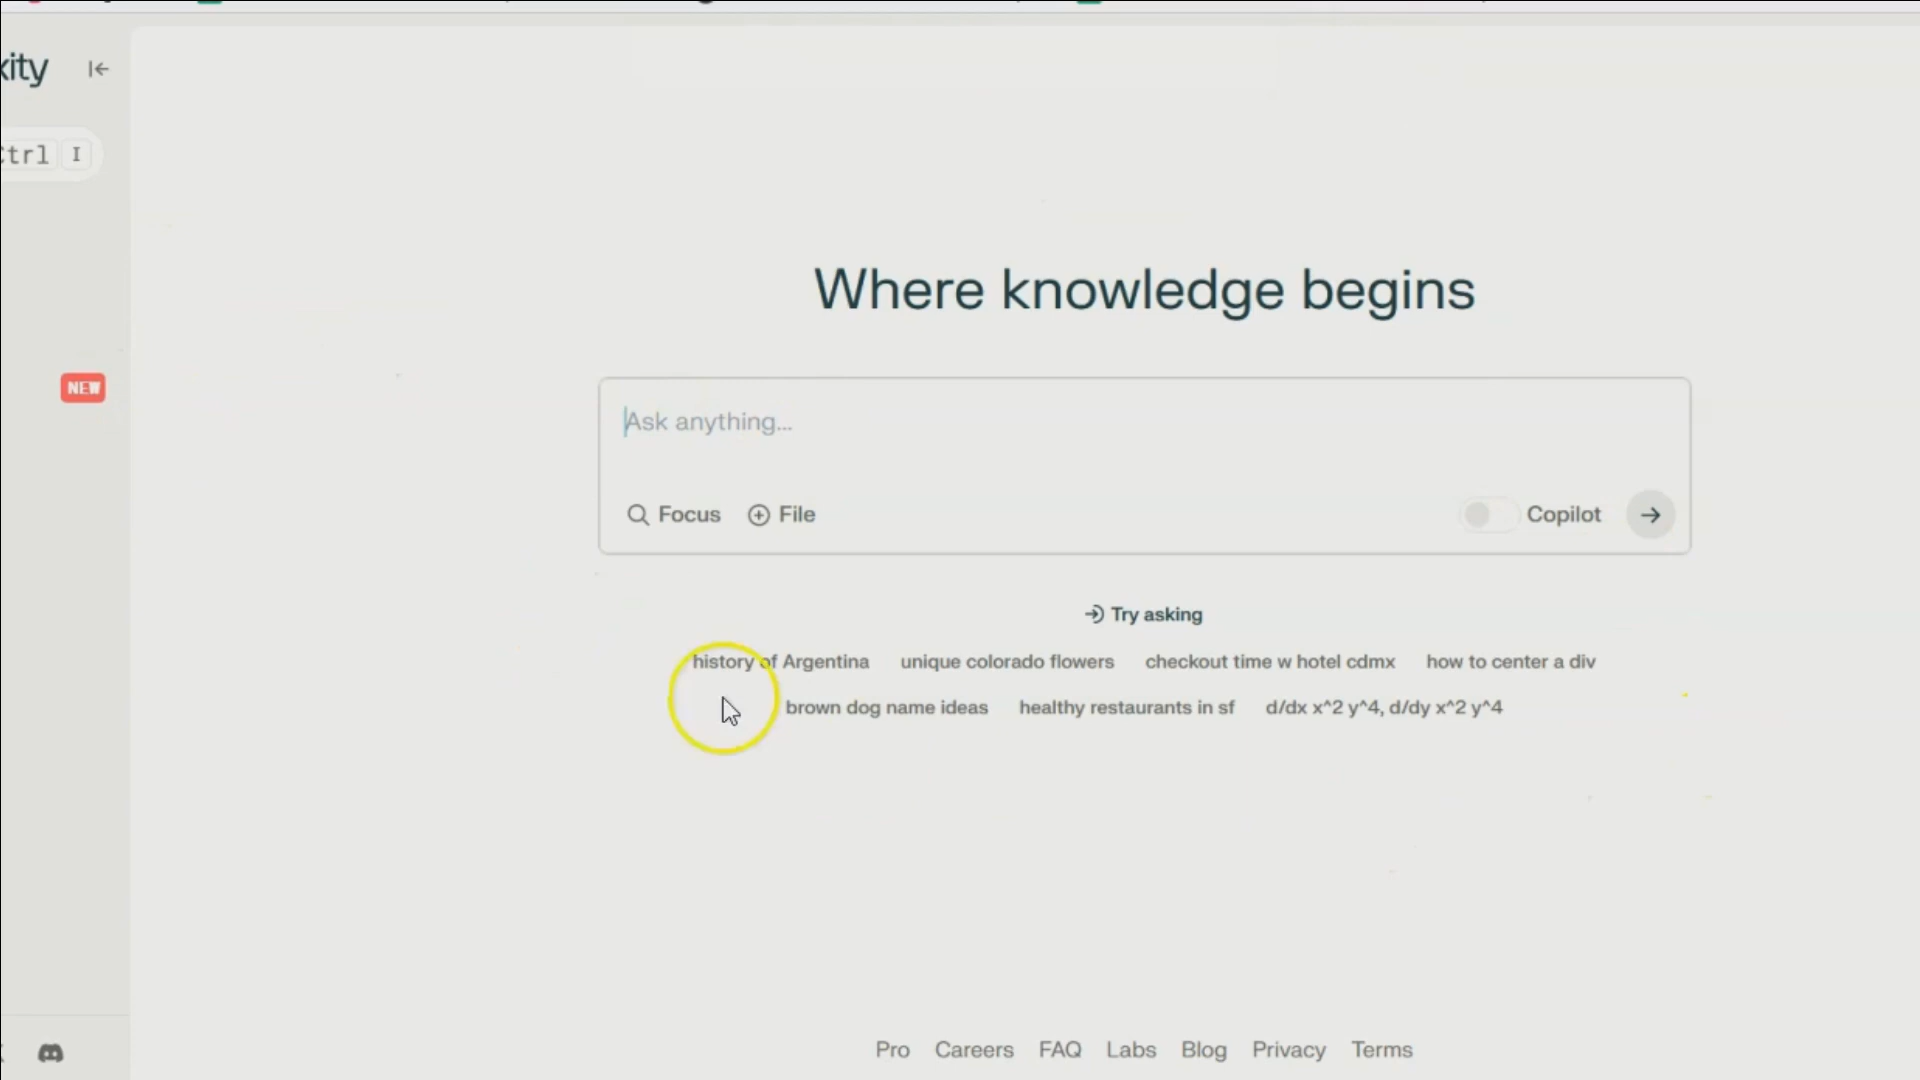 xity
Ctrl I
Where knowledge begins
NEW
Ask anything...
Focus File Copilot
Try asking
history of Argentina unique colorado flowers checkout time w hotel cdmx how to center a div
brown dog name ideas healthy restaurants in sf d/dx x^2 y^4, d/dy x^2 y^4
Pro Careers FAQ Labs Blog Privacy Terms